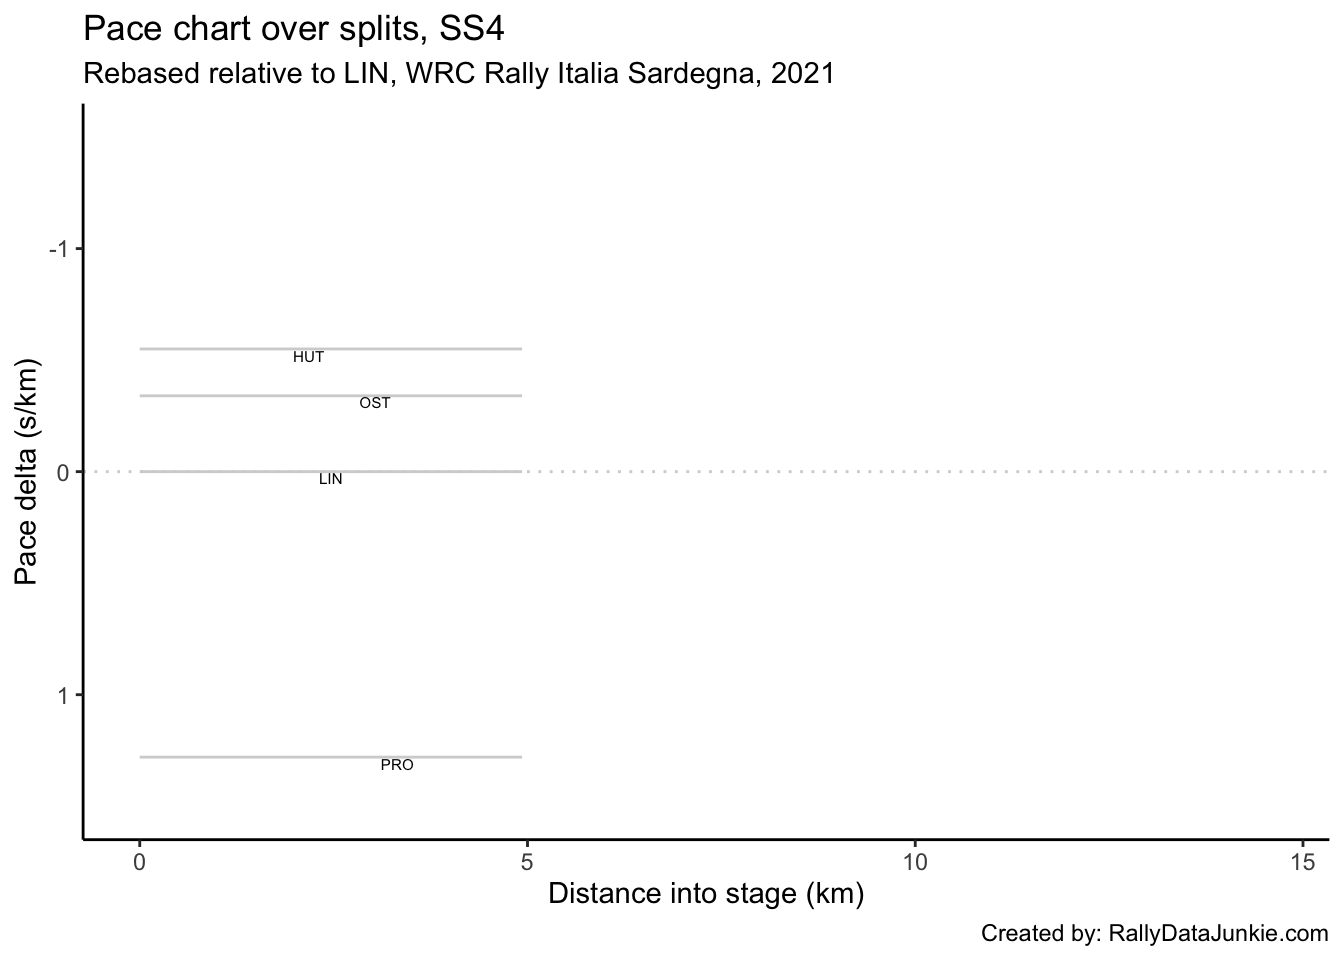 Pace chart over splits, SS4
Rebased relative to LIN, WRC Rally Italia Sardegna, 2021
Pace delta (s/km)
-1
0
1
HUT
OST
LIN
PRO
0 5 10 15
Distance into stage (km)
Created by: RallyDataJunkie.com